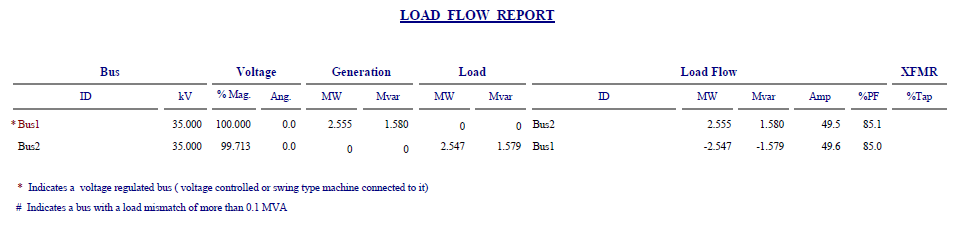 LOAD FLOW REPORT
Bus Voltage Generation Load Load Flow XFMR
ID kV % Mag. Ang. MW Mvar MW Mvar ID MW Mvar Amp %PF %Tap
*Bus1 35.000 100.000 0.0 2.555 1.580 0 0 Bus2 2.555 1.580 49.5 85.1
Bus2 35.000 99.713 0.0 0 0 2.547 1.579 Bus1 -2.547 -1.579 49.6 85.0
* Indicates a voltage regulated bus ( voltage controlled or swing type machine connected to it)
# Indicates a bus with a load mismatch of more than 0.1 MVA